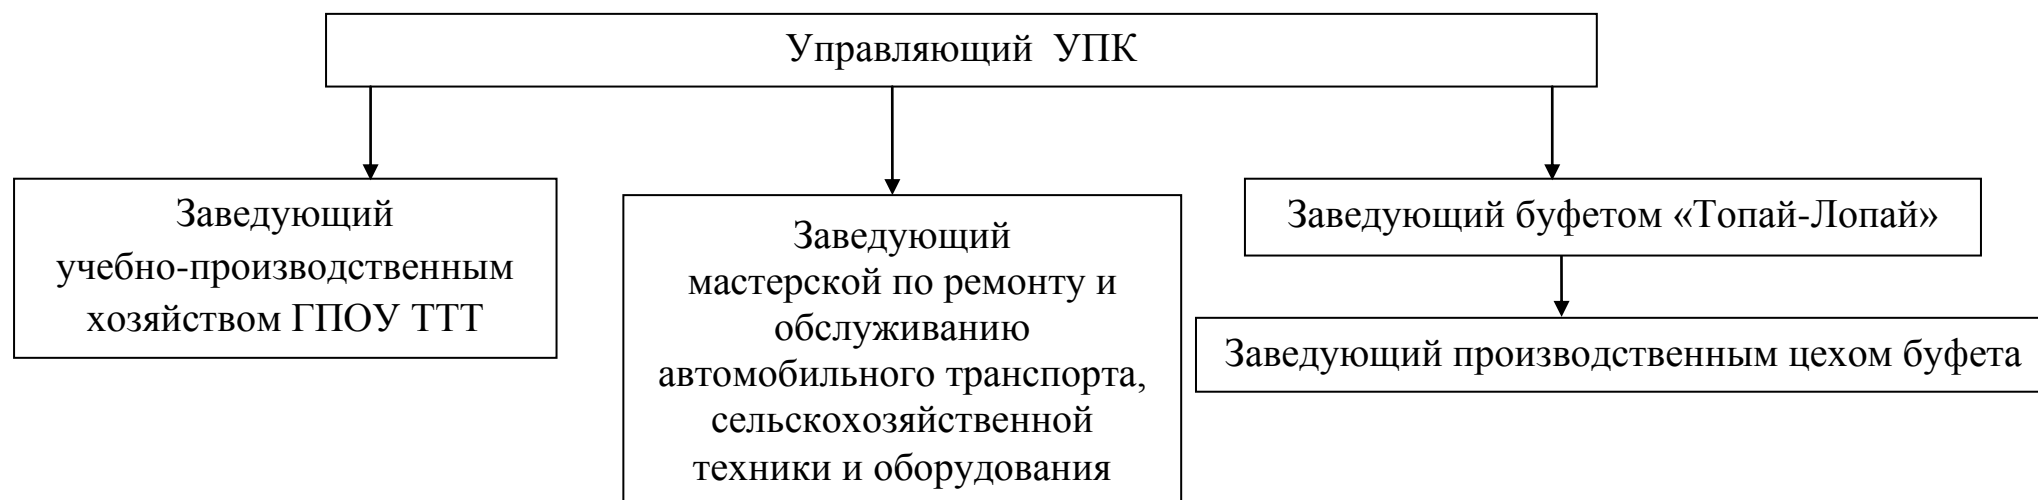 Управляющий УПК
Заведующий
учебно-производственным
хозяйством ГПОУ ТТТ
Заведующий
мастерской по ремонту и
обслуживанию
автомобильного транспорта,
сельскохозяйственной
техники и оборудования
Заведующий буфетом «Топай-Лопай»
Заведующий производственным цехом буфета